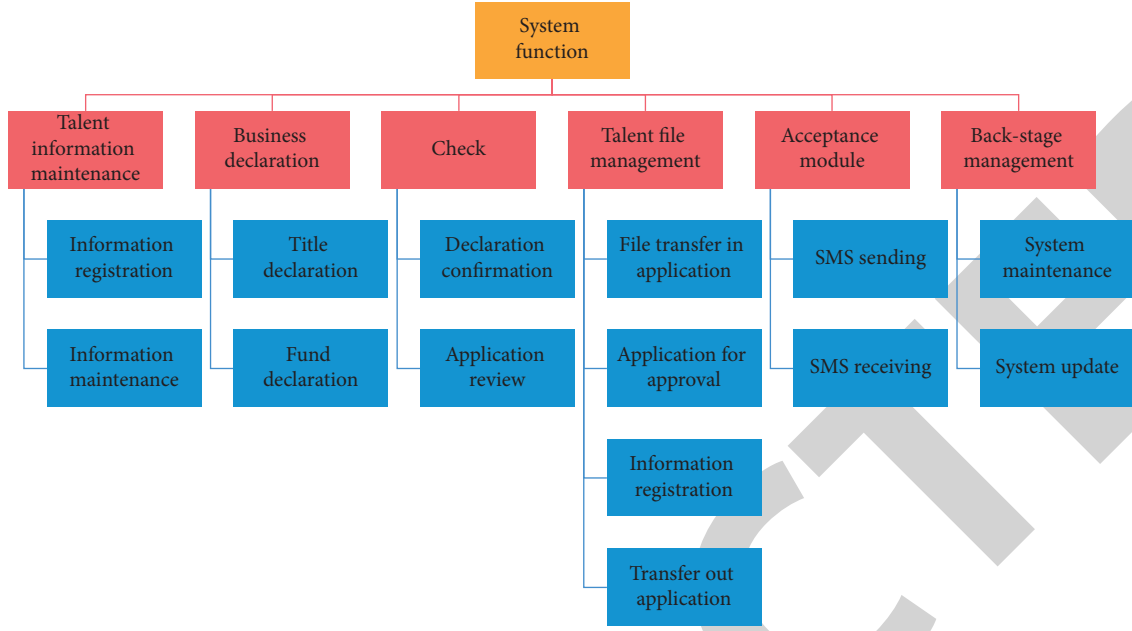 System
function
Talent
information
maintenance
Business
declaration
Check
Talent file
management
Acceptance
module
Back-stage
management
Information
registration
Title
declaration
Declaration
confirmation
File transfer in
application
SMS sending
System
maintenance
Information
maintenance
Fund
declaration
Application
review
Application for
approval
SMS receiving
System update
Information
registration
Transfer out
application